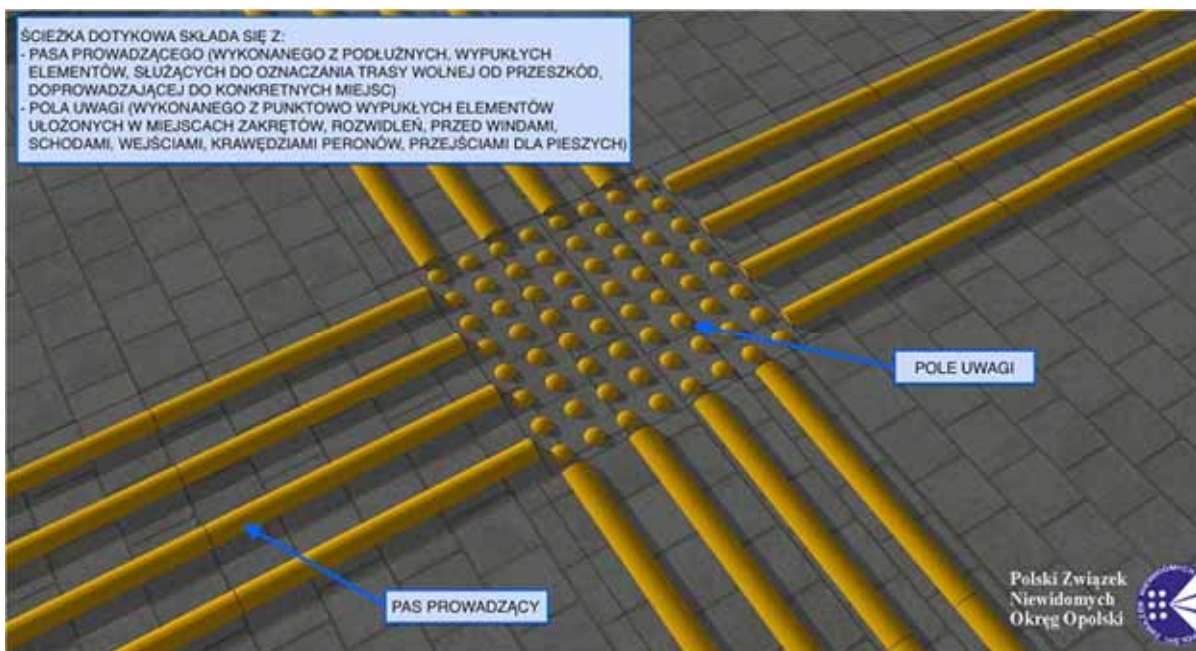 ŚCIEŻKA DOTYKOWA SKŁADA SIĘ Z:
- PASA PROWADZĄCEGO (WYKONANEGO Z PODŁUŻNYCH, WYPUKŁYCH
ELEMENTÓW, SŁUŻĄCYCH DO OZNACZANIA TRASY WOLNEJ OD PRZESZKÓD,
DOPROWADZAJĄCEJ DO KONKRETNYCH MIEJSC)
- POLA UWAGI (WYKONANEGO Z PUNKTOWO WYPUKŁYCH ELEMENTÓW
UŁOŻONYCH W MIEJSCACH ZAKRĘTÓW, ROZWIDLEŃ, PRZED WINDAMI,
SCHODAMI, WEJŚCIAMI, KRAWĘDZIAMI PERONÓW, PRZEJŚCIAMI DLA PIESZYCH)
POLE UWAGI
PAS PROWADZĄCY
Polski Związek
Niewidomych
Okręg Opolski